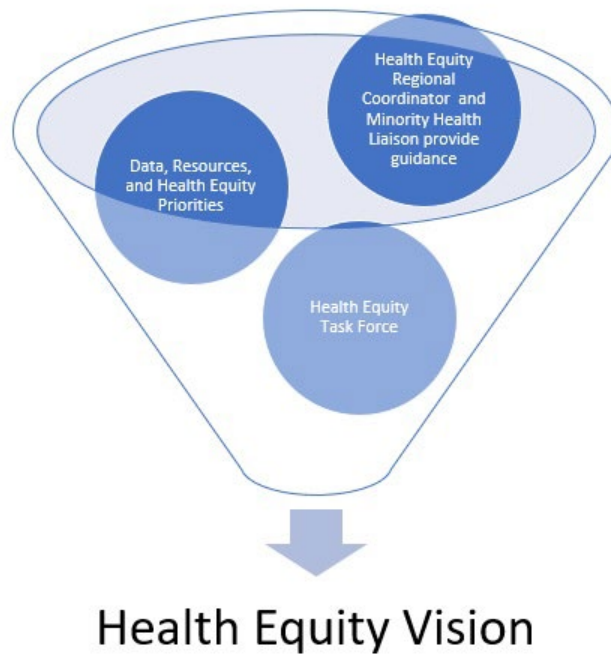 Health Equity
Regional
Coordinator and
Minority Health
Liaison provide
guidance
Data, Resources,
and Health Equity
Priorities
Health Equity
Task Force
Health Equity Vision